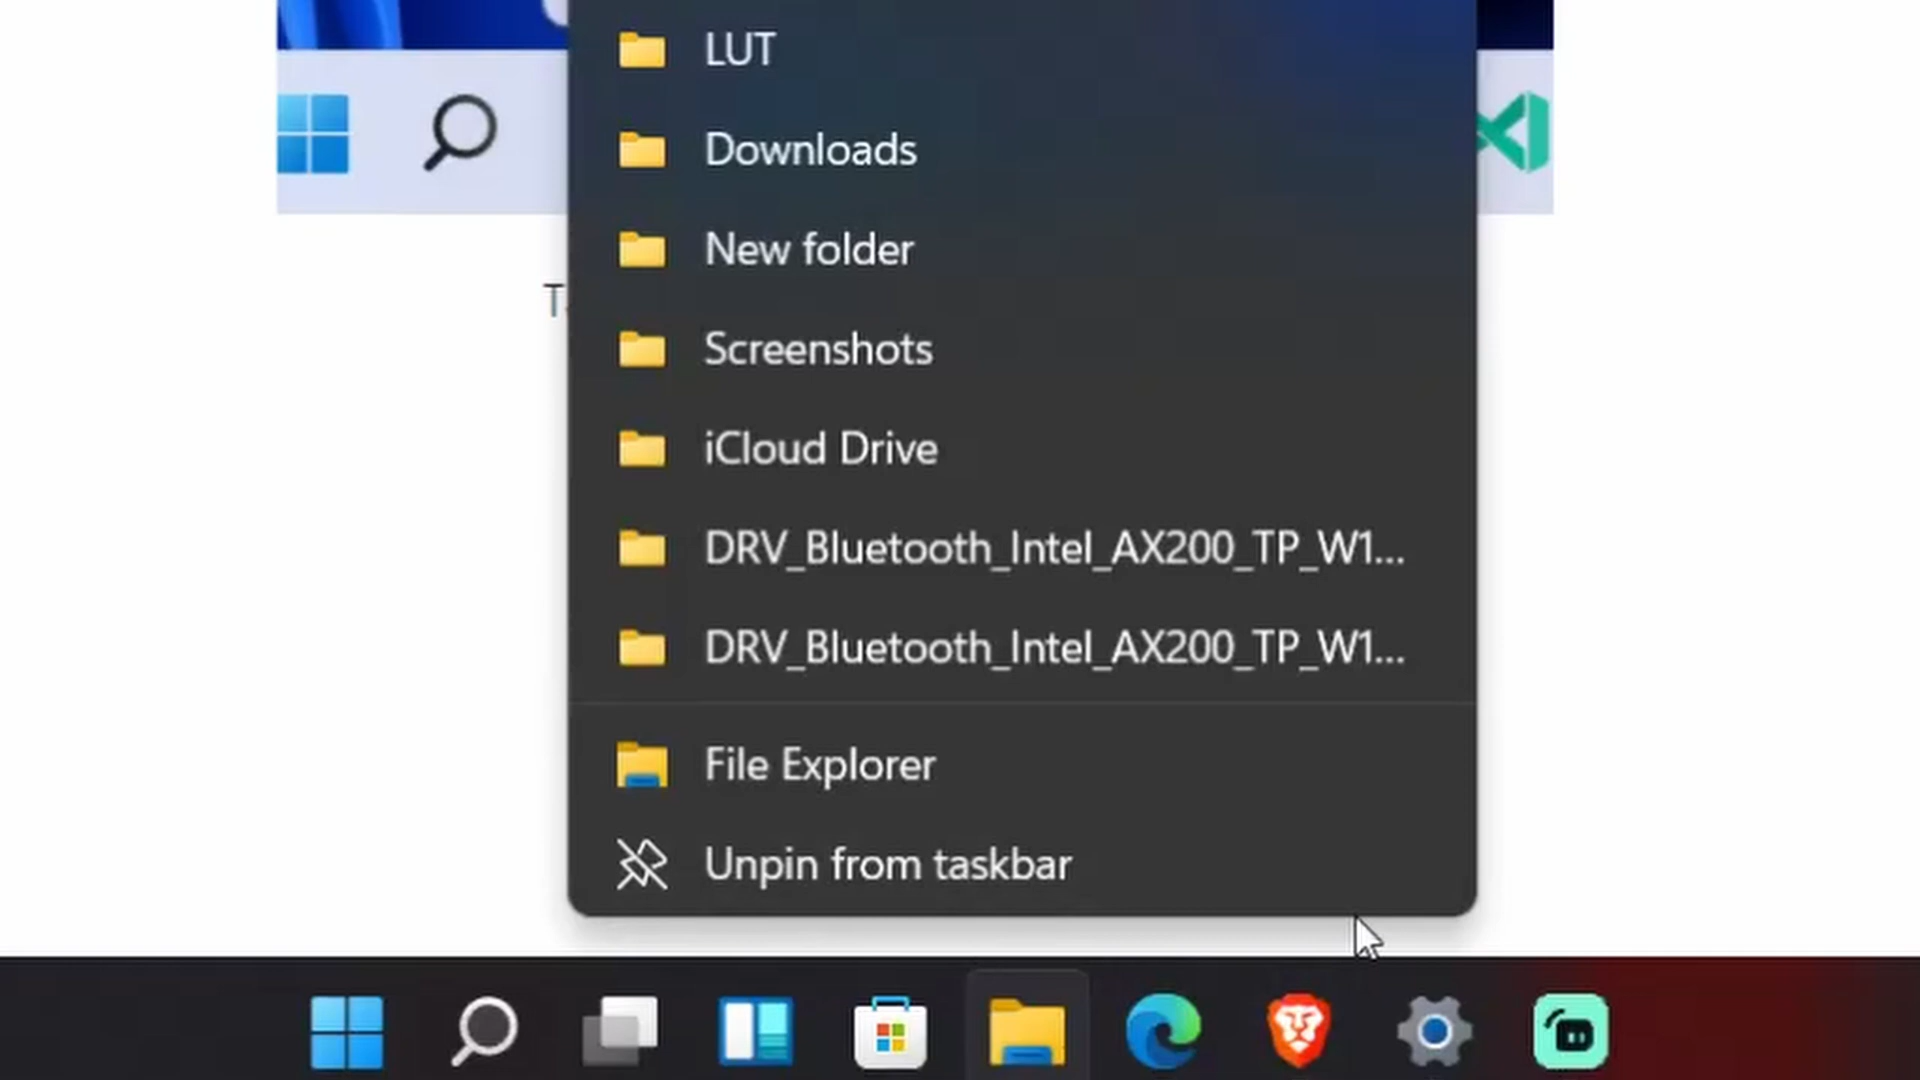 LUT
Downloads
New folder
Screenshots
iCloud Drive
DRV_Bluetooth_Intel_AX200_TP_W1...
DRV_Bluetooth_Intel_AX200_TP_W1...
File Explorer
Unpin from taskbar